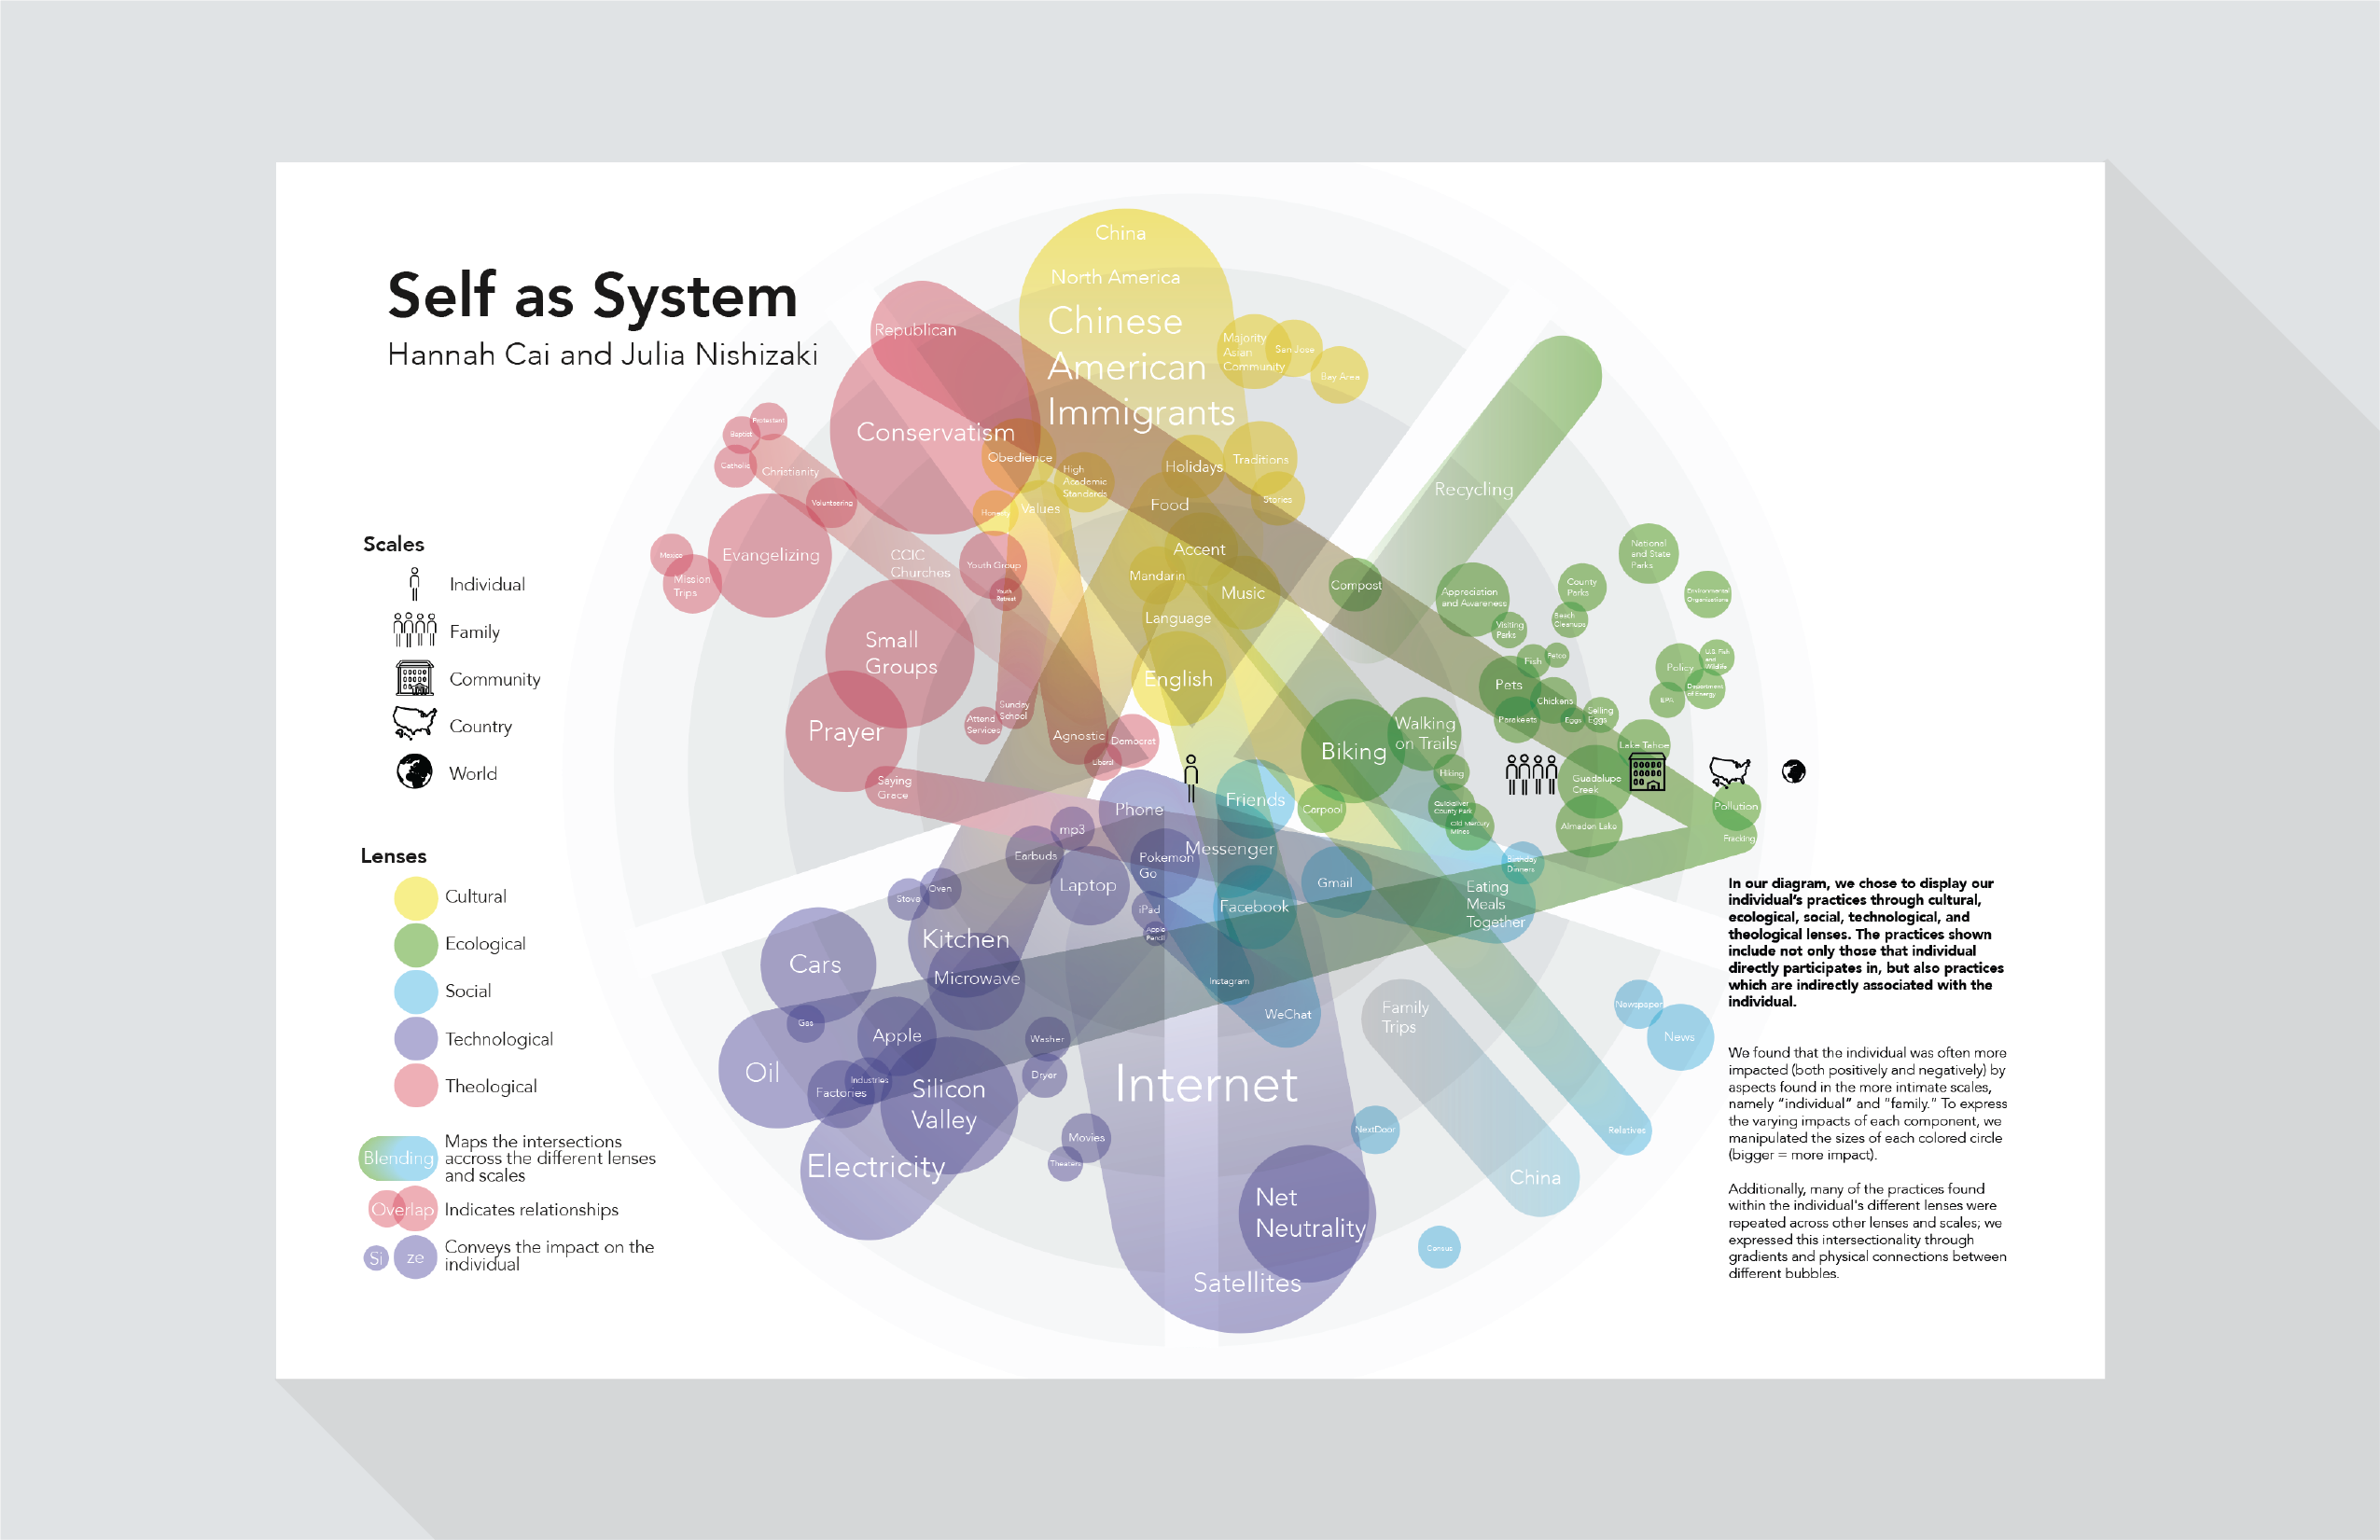 Self as System
Hannah Cai and Julia Nishizaki
Scales
Individual
Family
Community
Country
World
Lenses
Cultural
Ecological
Social
Technological
Theological
Blending
Maps the intersections
accross the different lenses
and scales
Overlap
Indicates relationships
Si ze
Conveys the impact on the
individual
China
North America
Chinese
American
Immigrants
Majority
Asian
Community
San Jose
Bay Area
Republican
Conservatism
Obedience
High
Academic
Standards
Honesty
Values
Holidays
Traditions
Stories
Food
Accent
Mandarin
Music
Language
English
Protestant
Baptist
Catholic
Christianity
Volunteering
Evangelizing
Mexico
Mission
Trips
CCIC
Churches
Youth Group
Youth
Retreat
Small
Groups
Prayer
Attend
Services
Sunday
School
Agnostic
Democrat
Liberal
Saying
Grace
Recycling
Compost
Appreciation
and Awareness
Visiting
Parks
County
Parks
Beach
Cleanups
National
and State
Parks
Environmental
Organizations
Fish
Petco
Pets
Chickens
Parakeets
Eggs
Selling
Eggs
Policy
U.S. Fish
and
Wildlife
Department
of Energy
EPA
Lake Tahoe
Biking
Walking
on Trails
Hiking
Quicksilver
County Park
Old Mercury
Mines
Carpool
Guadalupe
Creek
Almaden Lake
Pollution
Fracking
Phone
Friends
mp3
Earbuds
Pokemon
Go
Messenger
Laptop
iPad
Apple
Pencil
Facebook
Gmail
Birthday
Dinners
Eating
Meals
Together
Stove
Oven
Kitchen
Cars
Microwave
Gas
Apple
Oil
Factories
Industries
Silicon
Valley
Electricity
Washer
Dryer
Movies
Theaters
Instagram
WeChat
Internet
Net
Neutrality
Satellites
Family
Trips
China
NextDoor
Census
Relatives
Newspaper
News
In our diagram, we chose to display our
individual's practices through cultural,
ecological, social, technological, and
theological lenses. The practices shown
include not only those that individual
directly participates in, but also practices
which are indirectly associated with the
individual.
We found that the individual was often more
impacted (both positively and negatively) by
aspects found in the more intimate scales,
namely “individual” and “family.” To express
the varying impacts of each component, we
manipulated the sizes of each colored circle
(bigger = more impact).
Additionally, many of the practices found
within the individual's different lenses were
repeated across other lenses and scales; we
expressed this intersectionality through
gradients and physical connections between
different bubbles.